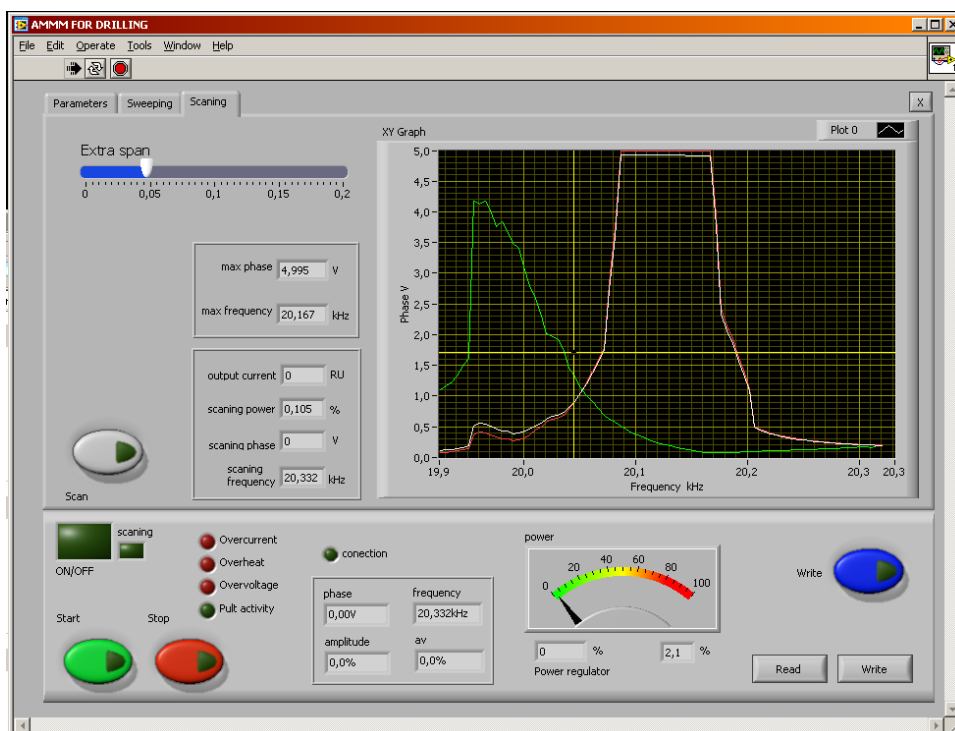 AMMM FOR DRILLING
File Edit Operate Tools Window Help
1
Parameters Sweeping Scaning X
Extra span
0 0,05 0,1 0,15 0,2
max phase 4,995 V
max frequency 20,167 kHz
output current 0 RU
scaning power 0,105 %
scaning phase 0 V
scaning frequency 20,332 kHz
Scan
XY Graph
Plot 0
Phase V
5,0
4,5
4,0
3,5
3,0
2,5
2,0
1,5
1,0
0,5
0,0
19,9 20,0 20,1 20,2 20,3 20,3
Frequency kHz
ON/OFF
scaning
Overcurrent
Overheat
Overvoltage
Pult activity
Start Stop
conection
phase frequency
0,00V 20,332kHz
amplitude av
0,0% 0,0%
power
0 20 40 60 80 100
0 % 2,1 %
Power regulator
Write
Read Write